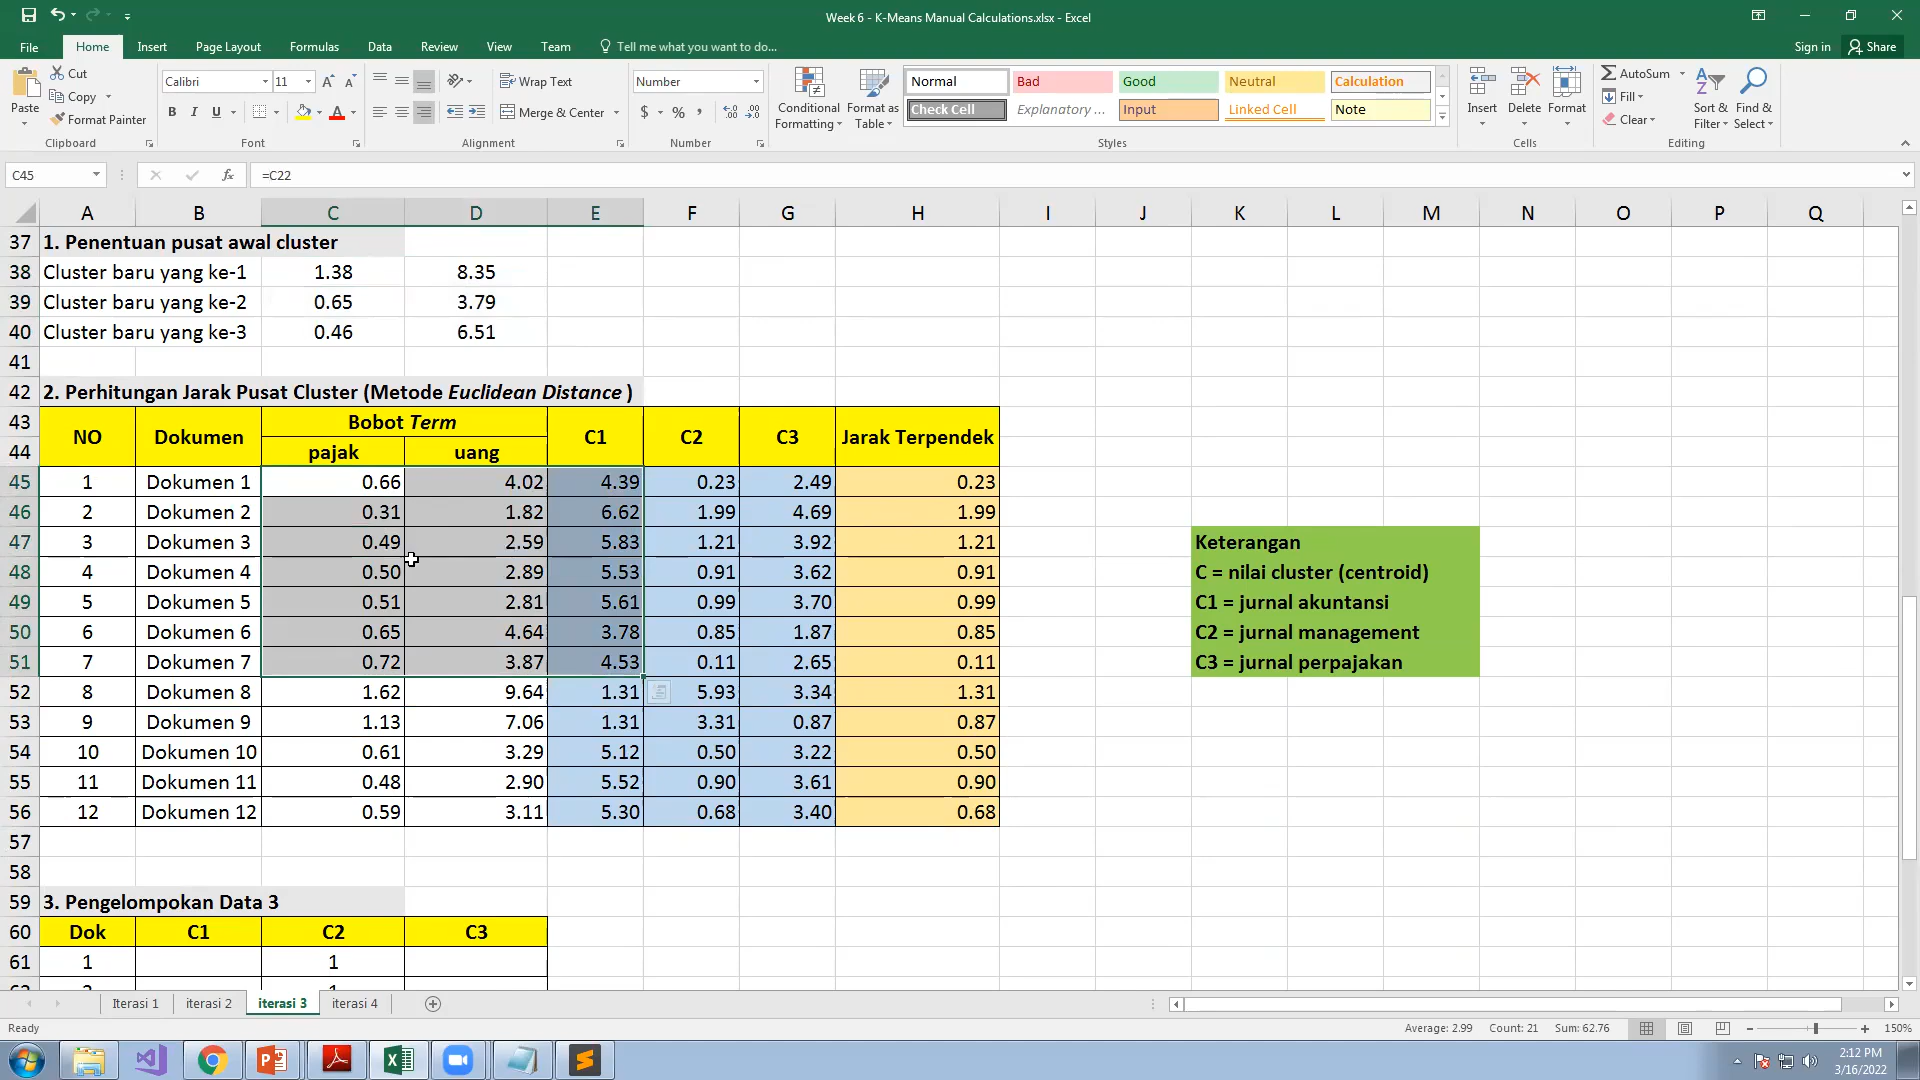 Week 6 - K-Means Manual Calculations.xlsx - Excel
File Home Insert Page Layout Formulas Data Review View Team Tell me what you want to do... Sign in Share
Paste Cut Copy Format Painter Clipboard
Calibri 11 Font
Wrap Text Merge & Center Alignment
Number Number
Conditional Formatting Format as Table
Normal Bad Good Neutral Calculation
Check Cell Explanatory ... Input Linked Cell Note
Styles
Insert Delete Format Cells
AutoSum Fill Clear Sort & Filter Find & Select Editing
C45 fx =C22
A B C D E F G H I J K L M N O P Q
37 1. Penentuan pusat awal cluster
38 Cluster baru yang ke-1 1.38 8.35
39 Cluster baru yang ke-2 0.65 3.79
40 Cluster baru yang ke-3 0.46 6.51
41
42 2. Perhitungan Jarak Pusat Cluster (Metode Euclidean Distance )
43 NO Dokumen Bobot Term C1 C2 C3 Jarak Terpendek
44 pajak uang
45 1 Dokumen 1 0.66 4.02 4.39 0.23 2.49 0.23
46 2 Dokumen 2 0.31 1.82 6.62 1.99 4.69 1.99
47 3 Dokumen 3 0.49 2.59 5.83 1.21 3.92 1.21 Keterangan
48 4 Dokumen 4 0.50 2.89 5.53 0.91 3.62 0.91 C = nilai cluster (centroid)
49 5 Dokumen 5 0.51 2.81 5.61 0.99 3.70 0.99 C1 = jurnal akuntansi
50 6 Dokumen 6 0.65 4.64 3.78 0.85 1.87 0.85 C2 = jurnal management
51 7 Dokumen 7 0.72 3.87 4.53 0.11 2.65 0.11 C3 = jurnal perpajakan
52 8 Dokumen 8 1.62 9.64 1.31 5.93 3.34 1.31
53 9 Dokumen 9 1.13 7.06 1.31 3.31 0.87 0.87
54 10 Dokumen 10 0.61 3.29 5.12 0.50 3.22 0.50
55 11 Dokumen 11 0.48 2.90 5.52 0.90 3.61 0.90
56 12 Dokumen 12 0.59 3.11 5.30 0.68 3.40 0.68
57
58
59 3. Pengelompokan Data 3
60 Dok C1 C2 C3
61 1 1
Iterasi 1 iterasi 2 iterasi 3 iterasi 4
Ready Average: 2.99 Count: 21 Sum: 62.76 150%
2:12 PM
3/16/2022